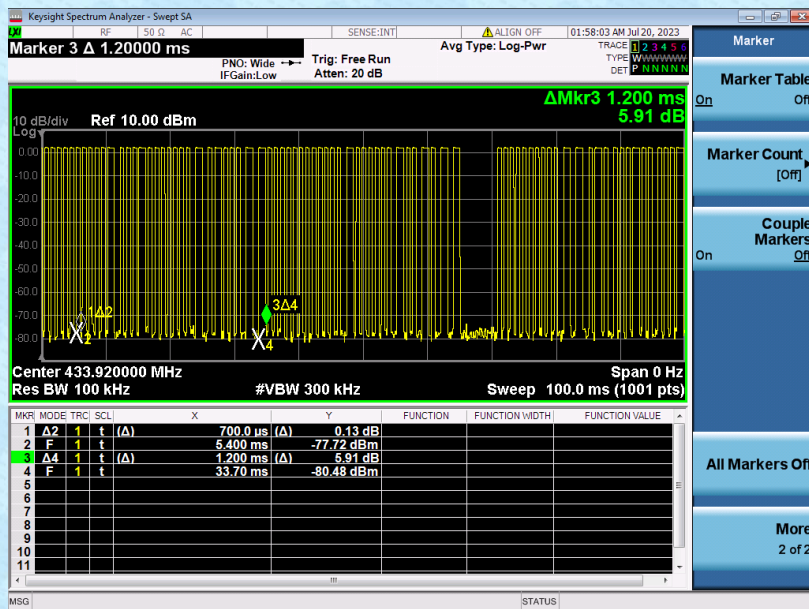 Keysight Spectrum Analyzer - Swept SA
LXI RF 50 Ω AC SENSE:INT ALIGN OFF 01:58:03 AM Jul 20, 2023
Marker 3 Δ 1.20000 ms
PNO: Wide
IFGain:Low
Trig: Free Run
Atten: 20 dB
Avg Type: Log-Pwr
TRACE 1 2 3 4 5 6
TYPE WWWWWW
DET P N N N N N
ΔMkr3 1.200 ms
5.91 dB
10 dB/div Ref 10.00 dBm
Log
0.00
-10.0
-20.0
-30.0
-40.0
-50.0
-60.0
-70.0
-80.0
1Δ2
2
3Δ4
4
Center 433.920000 MHz Span 0 Hz
Res BW 100 kHz #VBW 300 kHz Sweep 100.0 ms (1001 pts)
MKR MODE TRC SCL X Y FUNCTION FUNCTION WIDTH FUNCTION VALUE
1 Δ2 1 t (Δ) 700.0 µs (Δ) 0.13 dB
2 F 1 t 5.400 ms -77.72 dBm
3 Δ4 1 t (Δ) 1.200 ms (Δ) 5.91 dB
4 F 1 t 33.70 ms -80.48 dBm
5
6
7
8
9
10
11
MSG STATUS
Marker
Marker Table
On Off
Marker Count
[Off]
Couple
Markers
On Off
All Markers Off
More
2 of 2